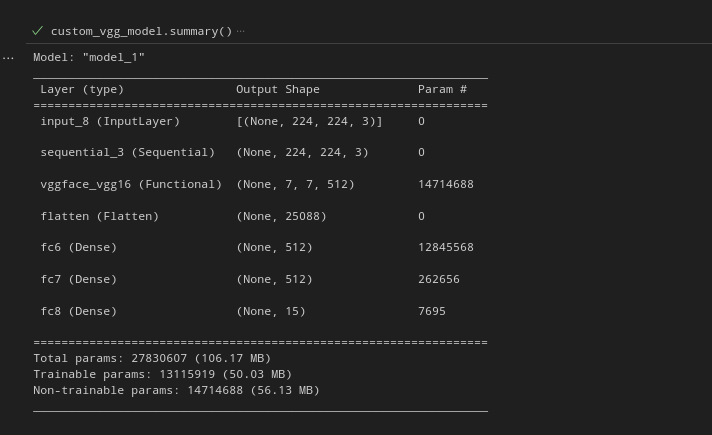 custom_vgg_model.summary() ...
... Model: "model_1"
Layer (type) Output Shape Param #
input_8 (InputLayer) [(None, 224, 224, 3)] 0
sequential_3 (Sequential) (None, 224, 224, 3) 0
vggface_vgg16 (Functional) (None, 7, 7, 512) 14714688
flatten (Flatten) (None, 25088) 0
fc6 (Dense) (None, 512) 12845568
fc7 (Dense) (None, 512) 262656
fc8 (Dense) (None, 15) 7695
Total params: 27830607 (106.17 MB)
Trainable params: 13115919 (50.03 MB)
Non-trainable params: 14714688 (56.13 MB)